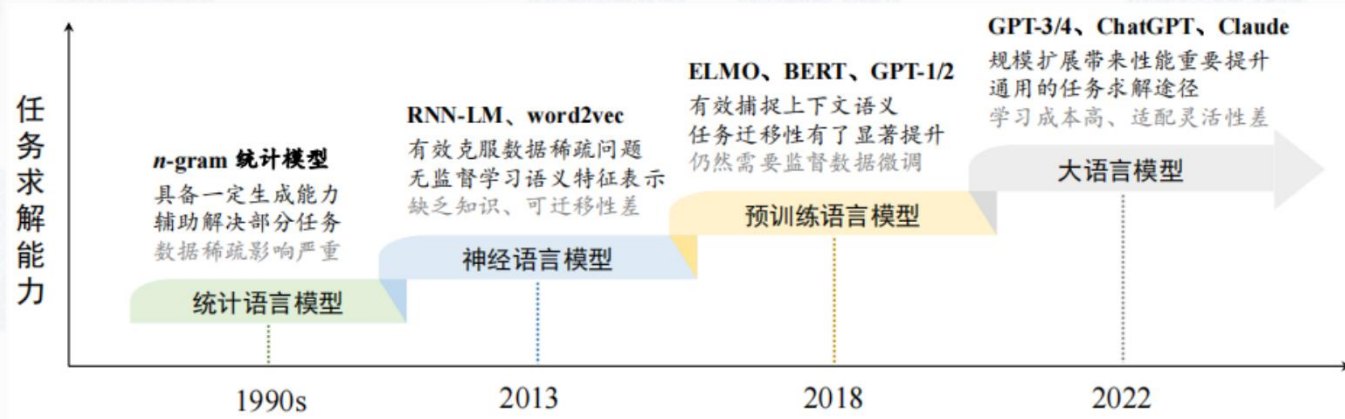 任务求解能力
n-gram 统计模型
具备一定生成能力
辅助解决部分任务
数据稀疏影响严重
统计语言模型
1990s
RNN-LM、word2vec
有效克服数据稀疏问题
无监督学习语义特征表示
缺乏知识、可迁移性差
神经语言模型
2013
ELMO、BERT、GPT-1/2
有效捕捉上下文语义
任务迁移性有了显著提升
仍然需要监督数据微调
预训练语言模型
2018
GPT-3/4、ChatGPT、Claude
规模扩展带来性能重要提升
通用的任务求解途径
学习成本高、适配灵活性差
大语言模型
2022